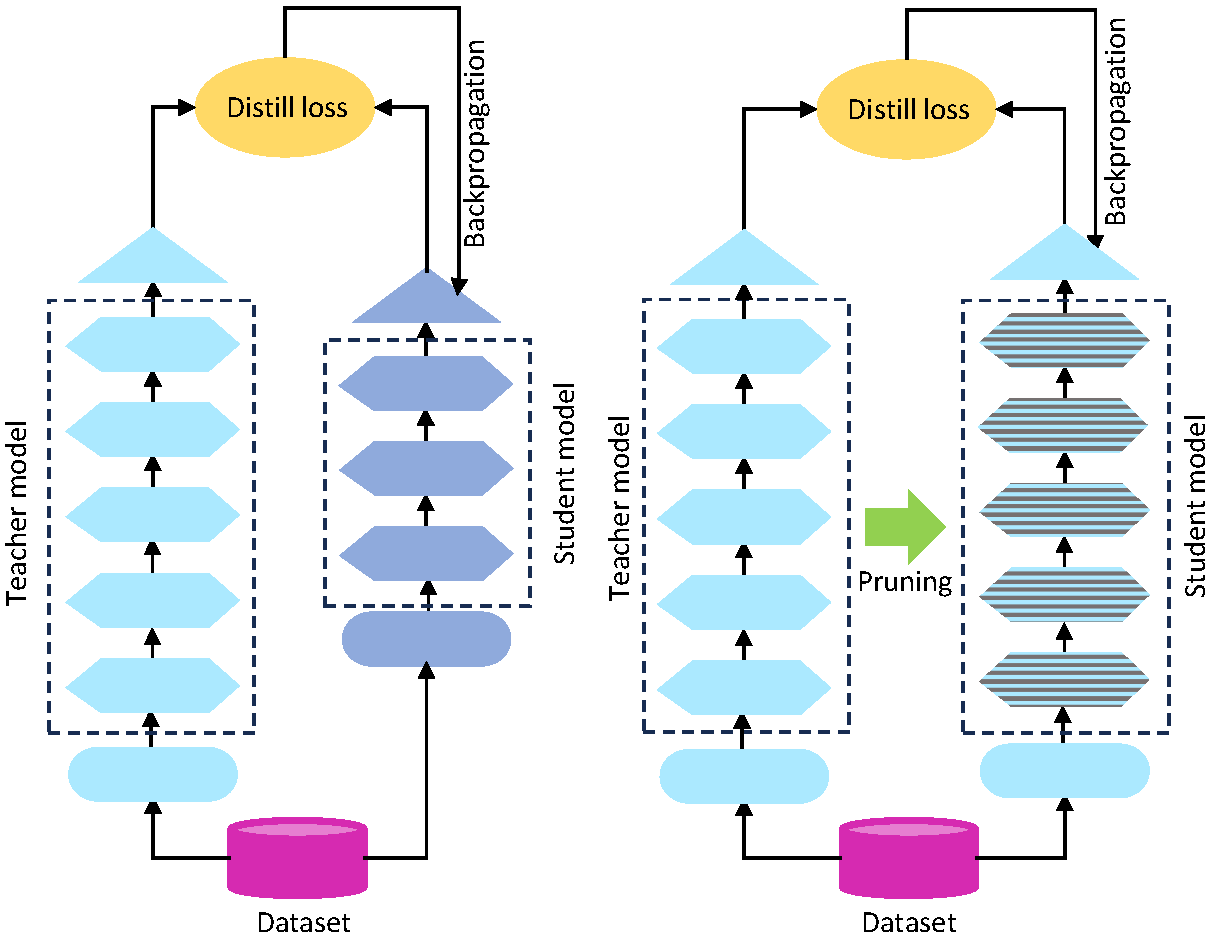 Distill loss
Backpropagation
Teacher model
Student model
Dataset
Distill loss
Backpropagation
Teacher model
Pruning
Student model
Dataset